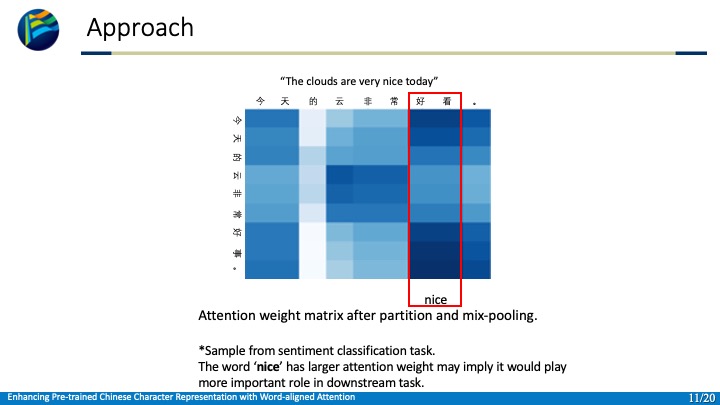 Approach
“The clouds are very nice today”
今 天 的 云 非 常 好 看 。
今
天
的
云
非
常
好
事
。
nice
Attention weight matrix after partition and mix-pooling.
*Sample from sentiment classification task.
The word ‘nice’ has larger attention weight may imply it would play
more important role in downstream task.
Enhancing Pre-trained Chinese Character Representation with Word-aligned Attention
11/20